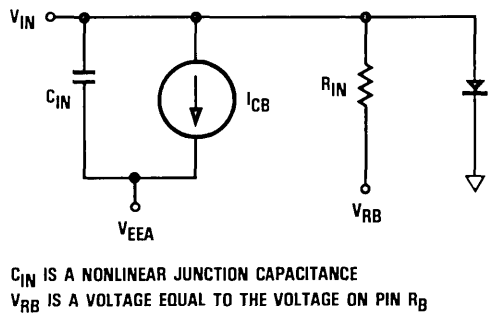 VIN
CIN
ICB
RIN
VEEA
VRB
CIN IS A NONLINEAR JUNCTION CAPACITANCE
VRB IS A VOLTAGE EQUAL TO THE VOLTAGE ON PIN RB